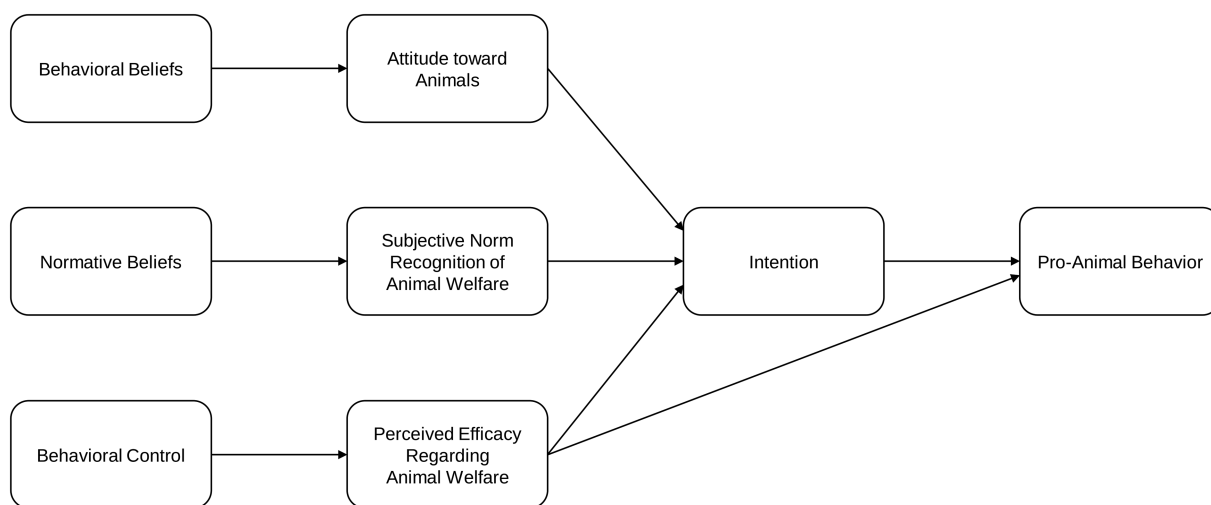 Behavioral Beliefs
Attitude toward
Animals
Normative Beliefs
Subjective Norm
Recognition of
Animal Welfare
Intention
Pro-Animal Behavior
Behavioral Control
Perceived Efficacy
Regarding
Animal Welfare